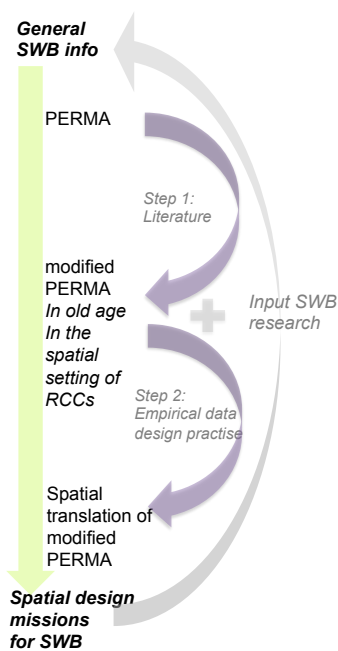 General
SWB info
PERMA
Step 1:
Literature
modified
PERMA
In old age
In the
spatial
setting of
RCCs
Input SWB
research
Step 2:
Empirical data
design practise
Spatial
translation of
modified
PERMA
Spatial design
missions
for SWB